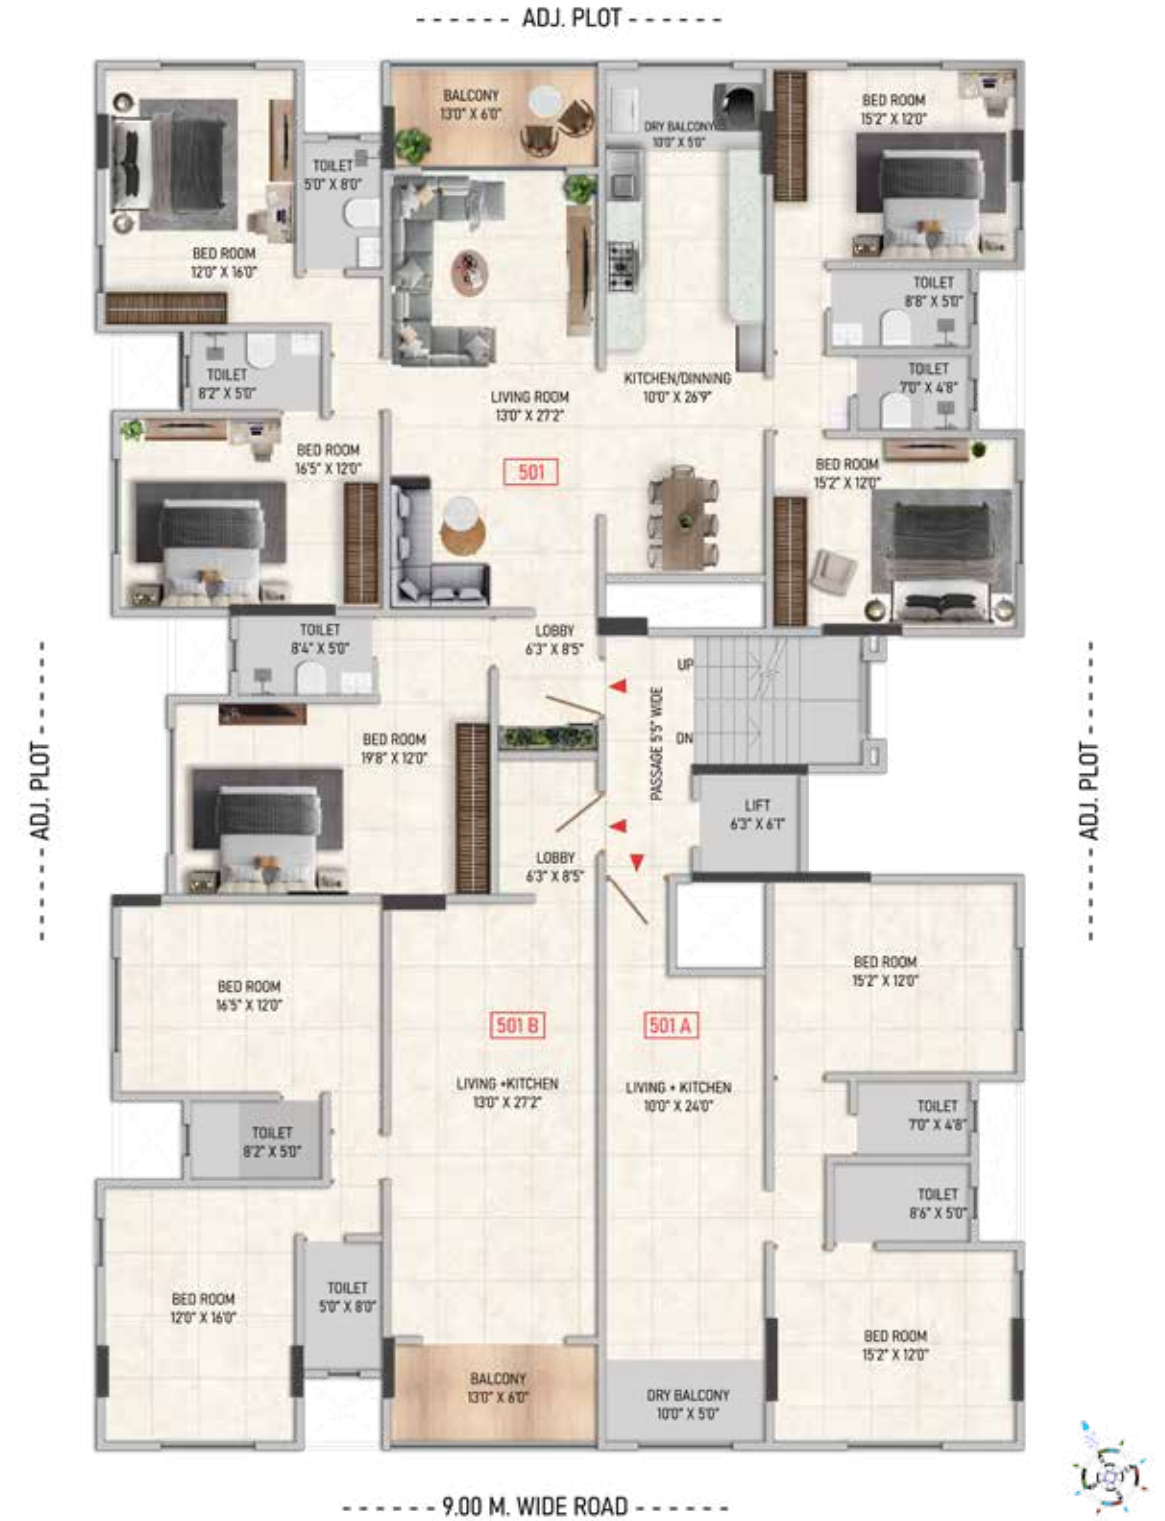 ADJ. PLOT
BALCONY
13'0" X 6'0"
DRY BALCONY
10'0" X 5'0"
BED ROOM
15'2" X 12'0"
TOILET
5'0" X 8'0"
BED ROOM
12'0" X 16'0"
TOILET
8'8" X 5'0"
TOILET
8'2" X 5'0"
LIVING ROOM
13'0" X 27'2"
KITCHEN/DINNING
10'0" X 26'9"
TOILET
7'0" X 4'8"
BED ROOM
16'5" X 12'0"
501
BED ROOM
15'2" X 12'0"
TOILET
8'4" X 5'0"
LOBBY
6'3" X 8'5"
UP
PASSAGE 5'5" WIDE
DN
ADJ. PLOT
ADJ. PLOT
BED ROOM
19'8" X 12'0"
LIFT
6'3" X 6'1"
LOBBY
6'3" X 8'5"
BED ROOM
16'5" X 12'0"
501 B
501 A
BED ROOM
15'2" X 12'0"
LIVING +KITCHEN
13'0" X 27'2"
LIVING + KITCHEN
10'0" X 24'0"
TOILET
8'2" X 5'0"
TOILET
7'0" X 4'8"
TOILET
8'6" X 5'0"
BED ROOM
12'0" X 16'0"
TOILET
5'0" X 8'0"
BED ROOM
15'2" X 12'0"
BALCONY
13'0" X 6'0"
DRY BALCONY
10'0" X 5'0"
9.00 M. WIDE ROAD